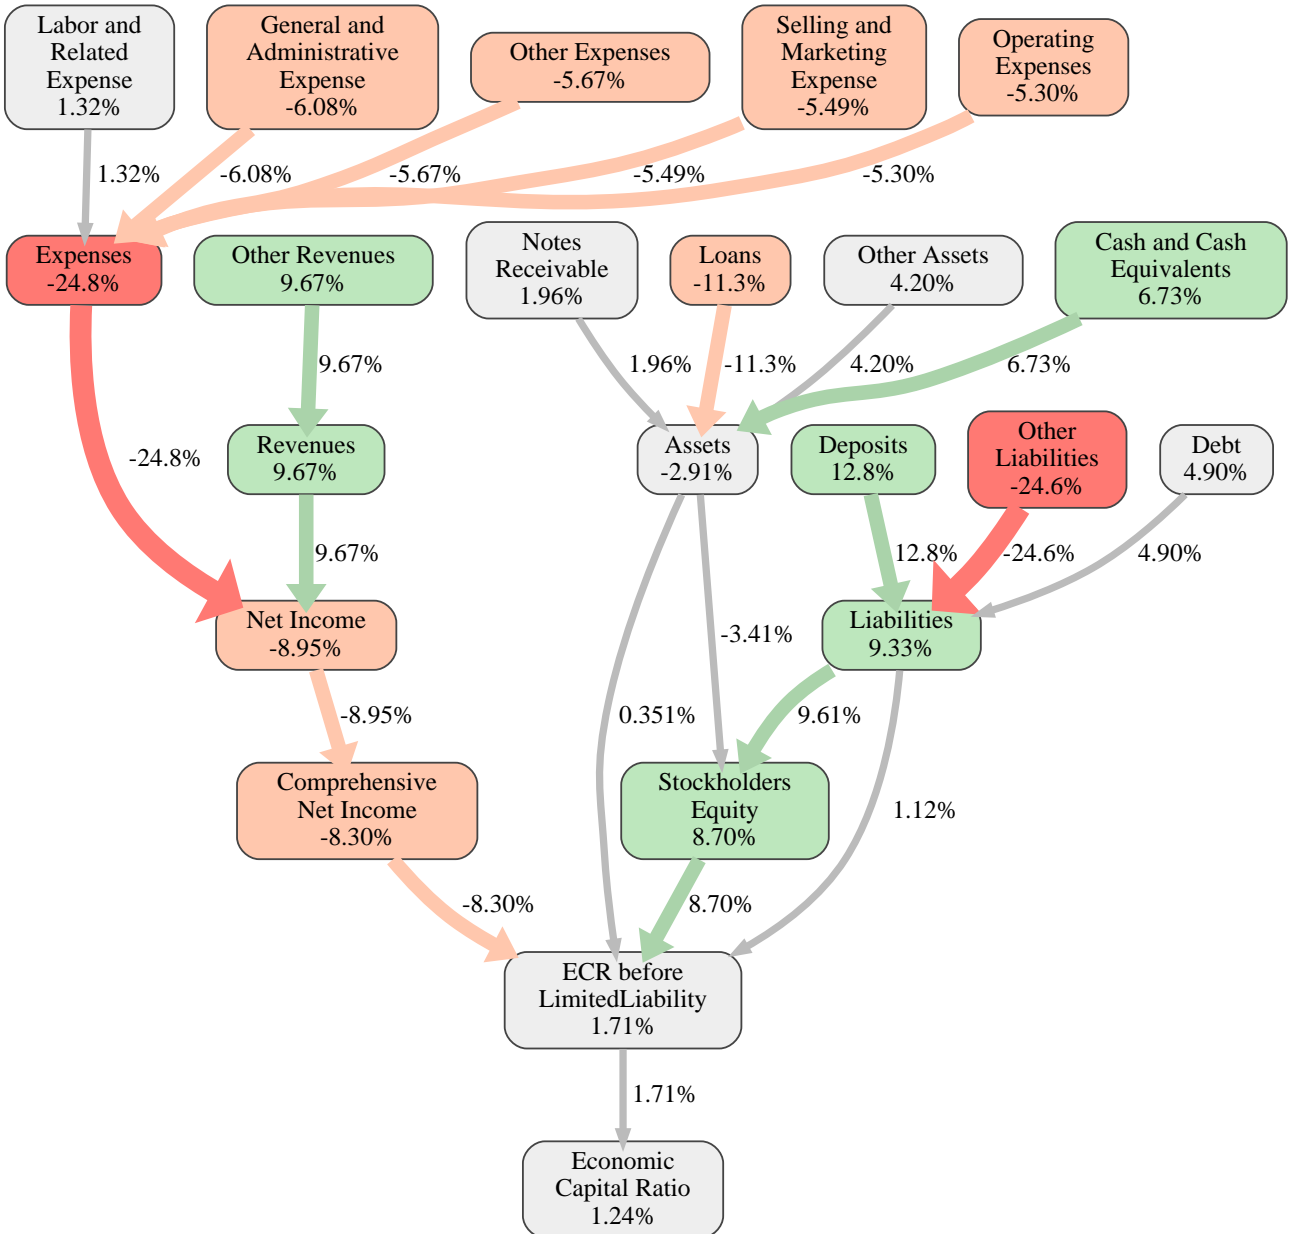 Labor and
Related
Expense
1.32%
General and
Administrative
Expense
-6.08%
Other Expenses
-5.67%
Selling and
Marketing
Expense
-5.49%
Operating
Expenses
-5.30%
1.32%
-6.08%
-5.67%
-5.49%
-5.30%
Expenses
-24.8%
Other Revenues
9.67%
Notes
Receivable
1.96%
Loans
-11.3%
Other Assets
4.20%
Cash and Cash
Equivalents
6.73%
9.67%
1.96%
-11.3%
4.20%
6.73%
-24.8%
Revenues
9.67%
Assets
-2.91%
Deposits
12.8%
Other
Liabilities
-24.6%
Debt
4.90%
9.67%
12.8%
-24.6%
4.90%
Net Income
-8.95%
-3.41%
Liabilities
9.33%
-8.95%
0.351%
9.61%
Comprehensive
Net Income
-8.30%
Stockholders
Equity
8.70%
1.12%
-8.30%
8.70%
ECR before
LimitedLiability
1.71%
1.71%
Economic
Capital Ratio
1.24%